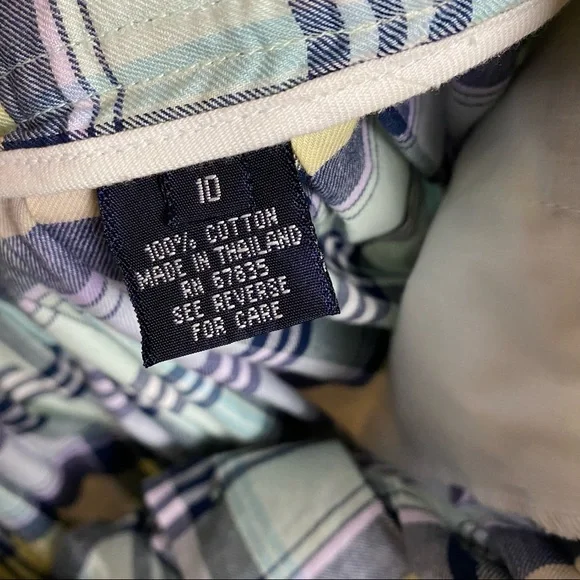 10
100% COTTON
MADE IN THAILAND
RN 67835
SEE REVERSE
FOR CARE